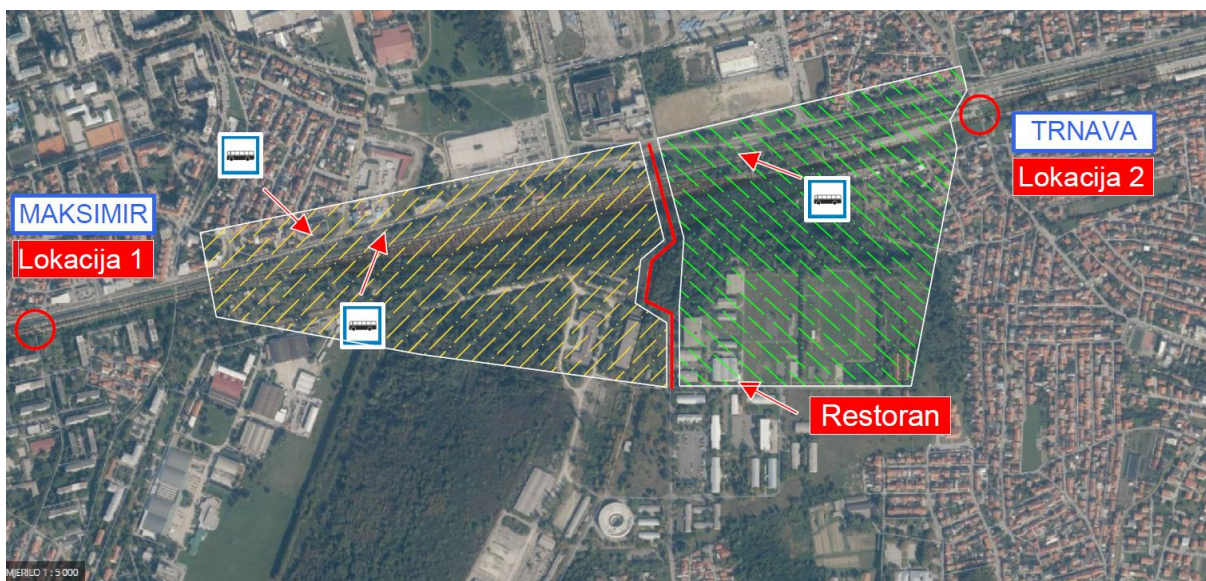 MAKSIMIR
Lokacija 1
TRNAVA
Lokacija 2
Restoran
MJERILO 1 : 5 000